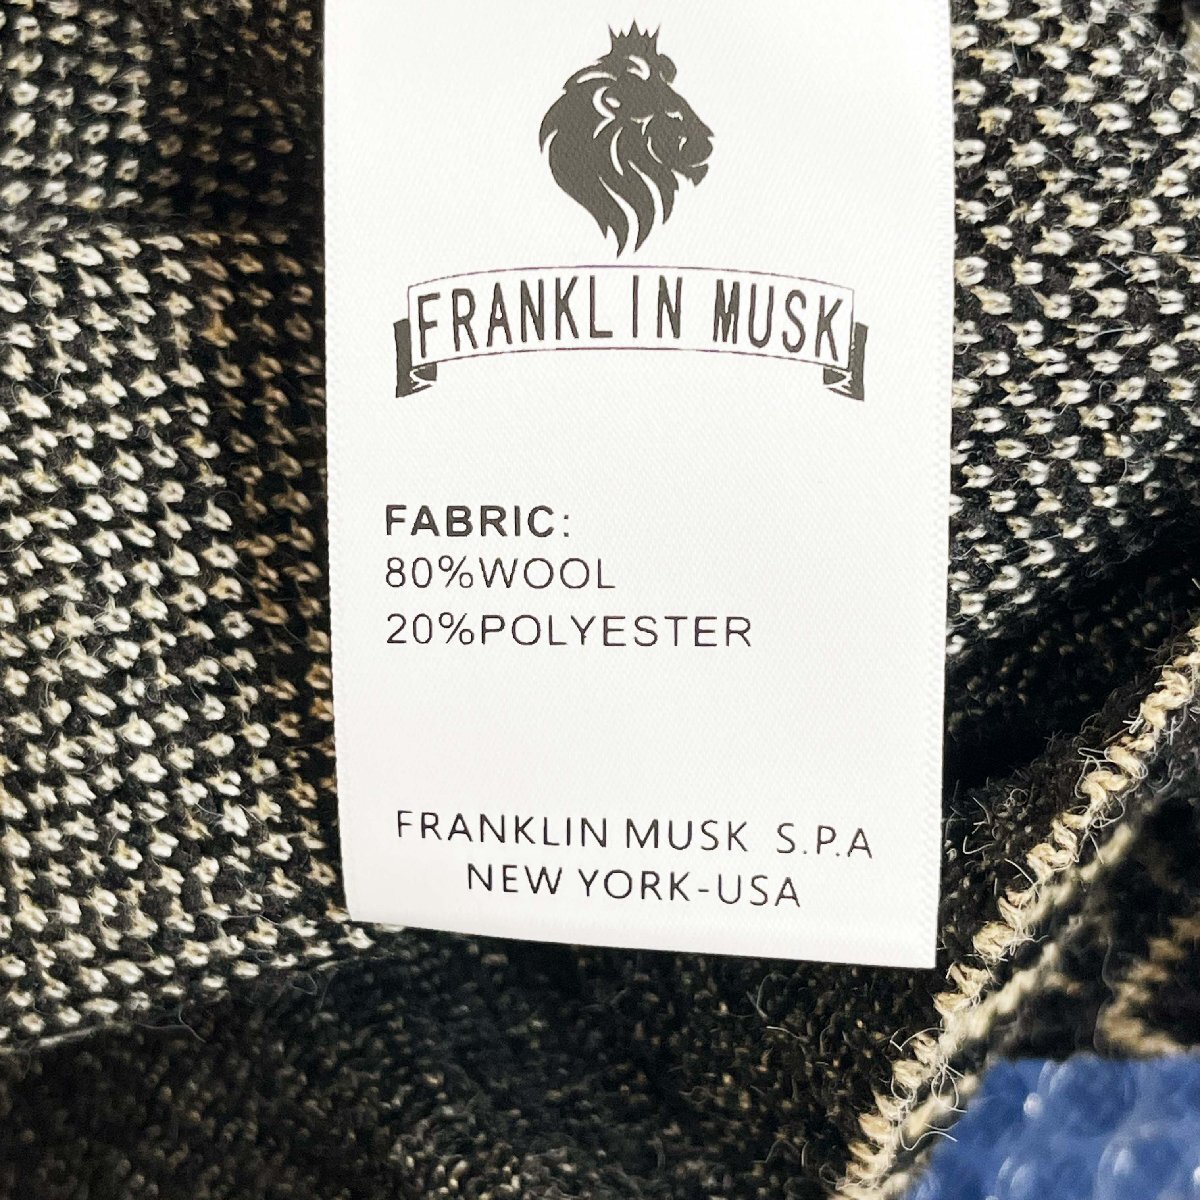 FRANKLIN MUSK
FABRIC:
80%WOOL
20%POLYESTER
FRANKLIN MUSK S.P.A
NEW YORK-USA